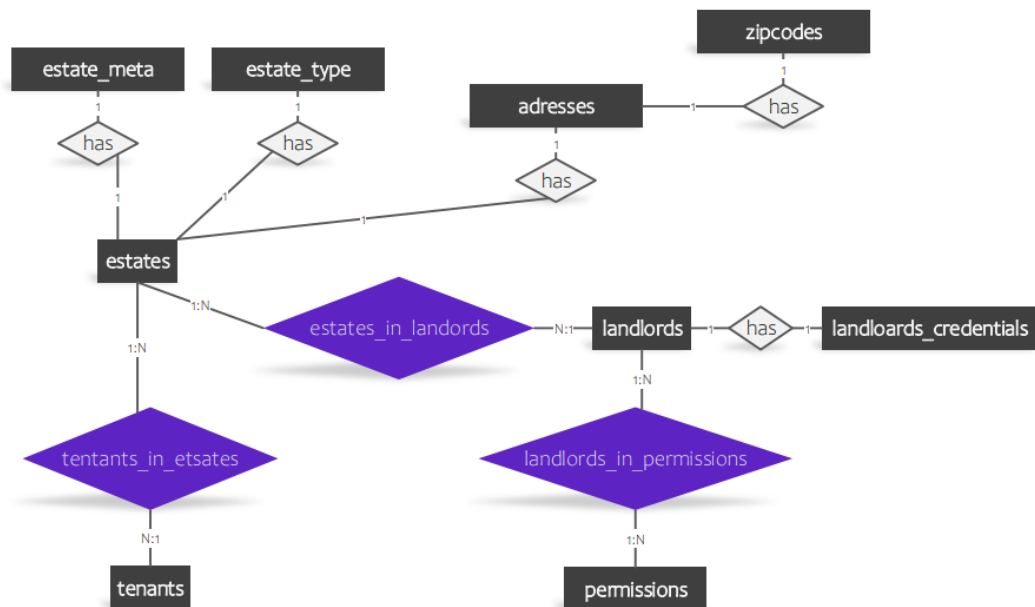 zipcodes
estate_meta
estate_type
1
has
adresses
1
1
1
has
has
1
has
1
1
1
estates
1:N
estates_in_landords
N:1
landlords
1
has
1
landloards_credentials
1:N
1:N
tentants_in_etsates
landlords_in_permissions
N:1
1:N
tenants
permissions